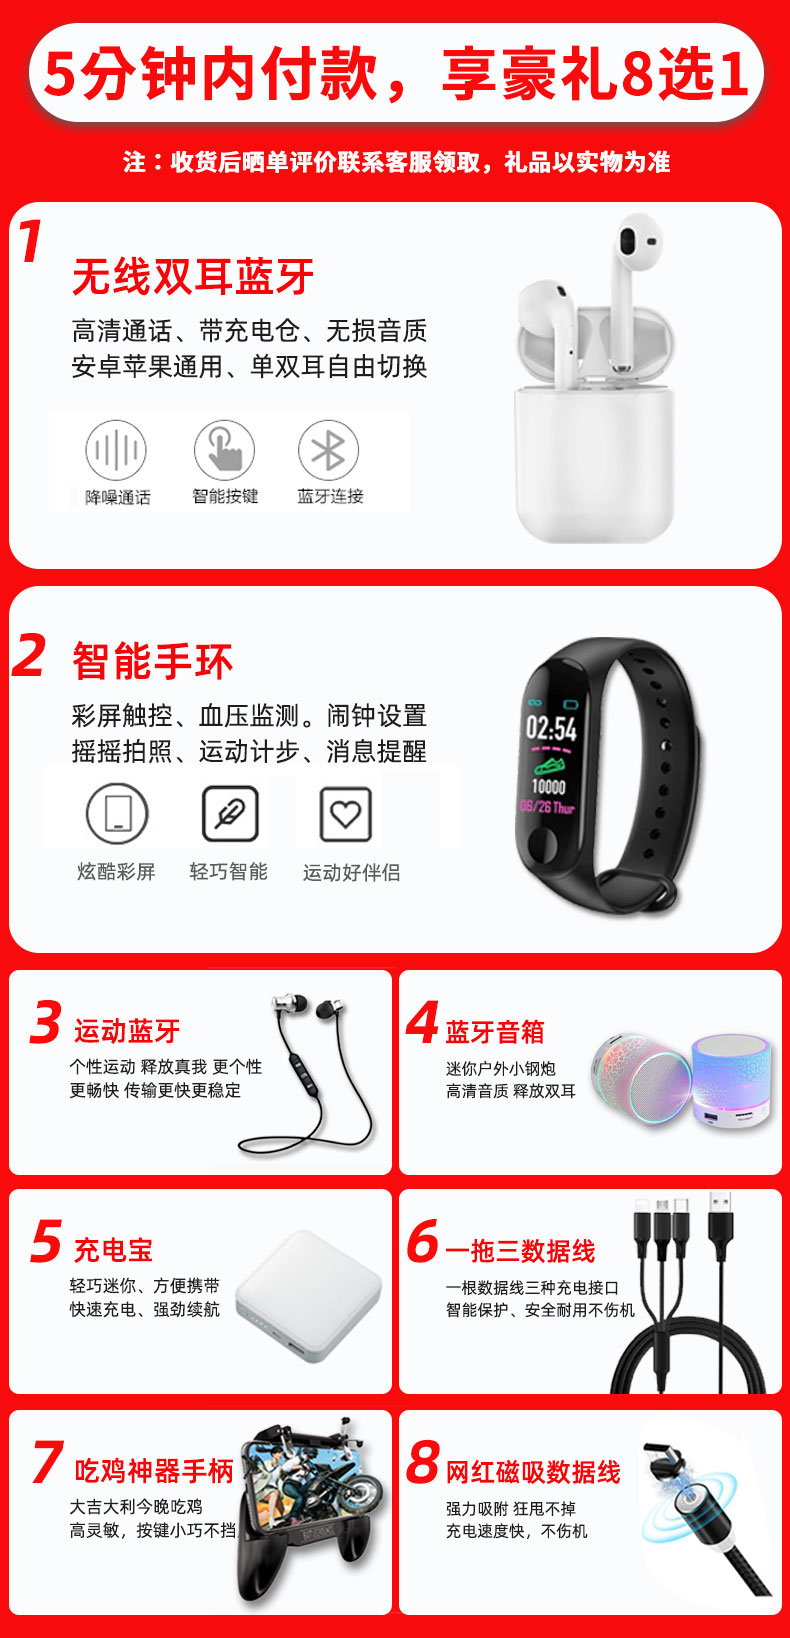 5分钟内付款，享豪礼8选1
注：收货后晒单评价联系客服领取，礼品以实物为准
1
无线双耳蓝牙
高清通话、带充电仓、无损音质
安卓苹果通用、单双耳自由切换
降噪通话
智能按键
蓝牙连接
2
智能手环
彩屏触控、血压监测。闹钟设置
摇摇拍照、运动计步、消息提醒
炫酷彩屏
轻巧智能
运动好伴侣
02:54
10000
06/26 Thur
3
运动蓝牙
个性运动 释放真我 更个性
更畅快 传输更快更稳定
4
蓝牙音箱
迷你户外小钢炮
高清音质 释放双耳
5
充电宝
轻巧迷你、方便携带
快速充电、强劲续航
6
一拖三数据线
一根数据线三种充电接口
智能保护、安全耐用不伤机
7
吃鸡神器手柄
大吉大利今晚吃鸡
高灵敏，按键小巧不挡
8
网红磁吸数据线
强力吸附 狂甩不掉
充电速度快，不伤机